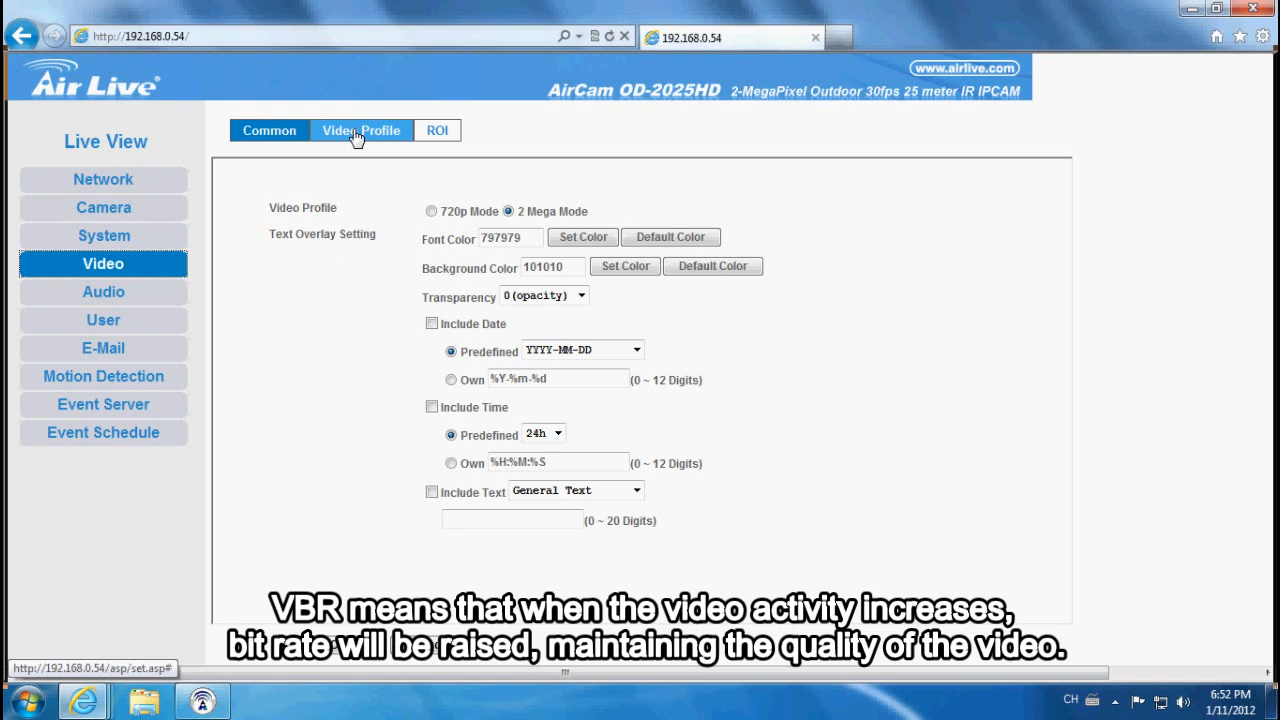 http://192.168.0.54/
192.168.0.54
Air Live
www.airlive.com
AirCam OD-2025HD 2-MegaPixel Outdoor 30fps 25 meter IR IPCAM
Live View
Network
Camera
System
Video
Audio
User
E-Mail
Motion Detection
Event Server
Event Schedule
Common
Video Profile
ROI
Video Profile
720p Mode
2 Mega Mode
Text Overlay Setting
Font Color 797979 Set Color Default Color
Background Color 101010 Set Color Default Color
Transparency 0(opacity)
Include Date
Predefined YYYY-MM-DD
Own %Y-%m-%d (0 ~ 12 Digits)
Include Time
Predefined 24h
Own %H:%M:%S (0 ~ 12 Digits)
Include Text General Text
(0 ~ 20 Digits)
VBR means that when the video activity increases,
bit rate will be raised, maintaining the quality of the video.
http://192.168.0.54/asp/set.asp#
CH
6:52 PM
1/11/2012